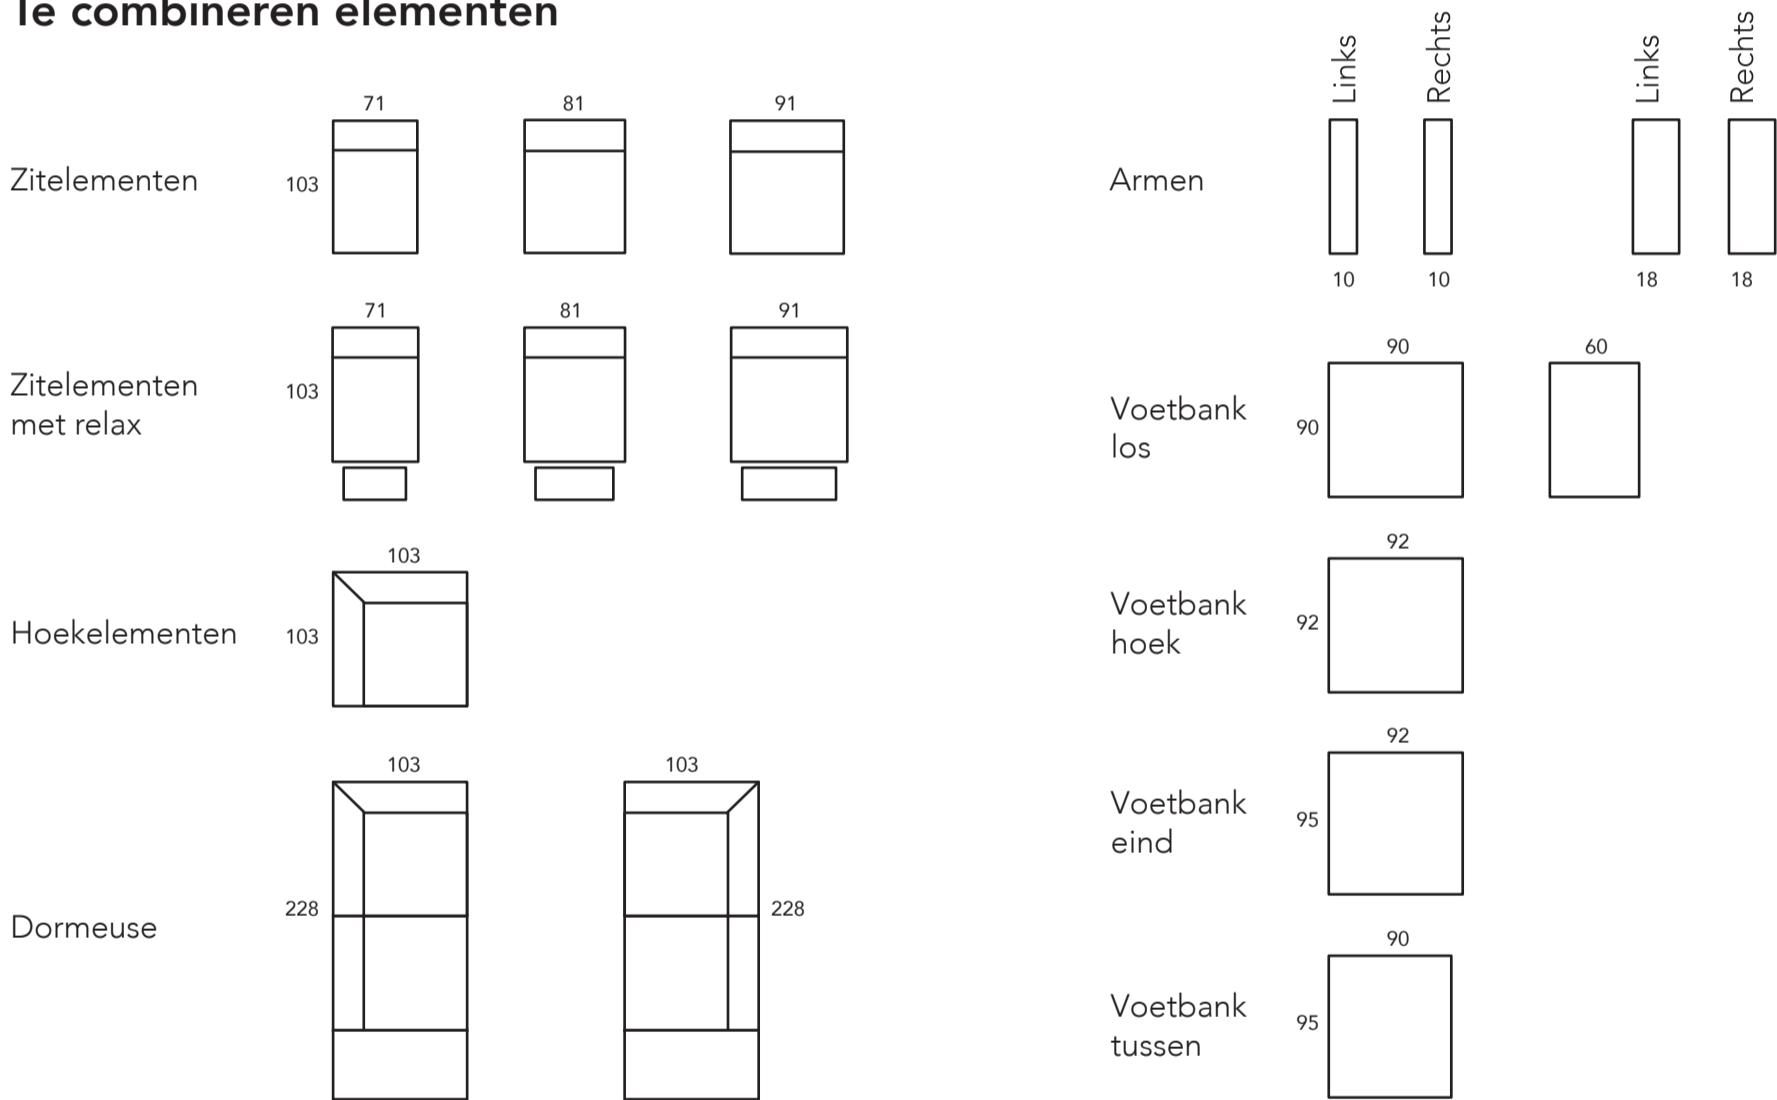 Te combineren elementen
71
81
91
Zitelementen
103
71
81
91
Zitelementen
met relax
103
103
Hoekelementen
103
103
103
Dormeuse
228
228
Links
Rechts
Links
Rechts
Armen
10
10
18
18
90
60
Voetbank
los
90
92
Voetbank
hoek
92
92
Voetbank
eind
95
90
Voetbank
tussen
95